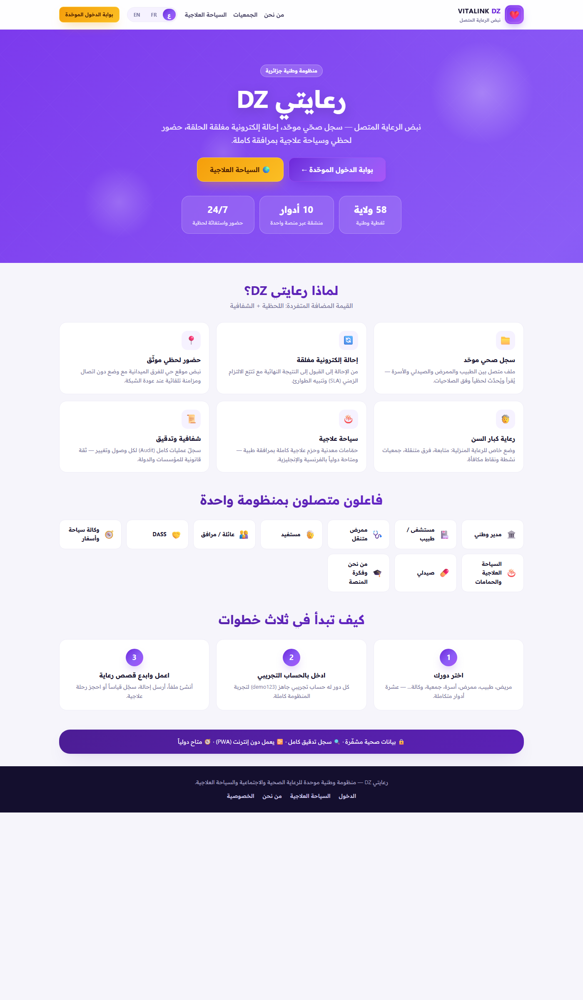 VITALINK DZ
نبض الرعاية المتصل
من نحن
الجمعيات
السياحة العلاجية
ع
FR
EN
بوابة الدخول الموحّدة
منظومة وطنية جزائرية
رعايتي DZ
نبض الرعاية المتصل — سجل صحّي موحّد، إحالة إلكترونية مغلقة الحلقة، حضور
لحظي وسياحة علاجية بمرافقة كاملة.
بوابة الدخول الموحّدة ←
السياحة العلاجية
58 ولاية
تغطية وطنية
10 أدوار
منسّقة عبر منصة واحدة
24/7
حضور واستغاثة لحظية
لماذا رعايتي DZ؟
القيمة المضافة المتفردة: اللحظية + الشفافية
سجل صحي موحّد
ملف متصل بين الطبيب والممرض والصيدلي والأسرة —
يُقرأ ويُحدَّث لحظياً وفق الصلاحيات.
إحالة إلكترونية مغلقة
من الإحالة إلى القبول إلى النتيجة النهائية مع تتبّع الالتزام
الزمني (SLA) وتنبيه الطوارئ.
حضور لحظي موثّق
نبض موقع حي للفرق الميدانية مع وضع دون اتصال
ومزامنة تلقائية عند عودة الشبكة.
رعاية كبار السن
وضع خاص للرعاية المنزلية: متابعة، فرق متنقلة، جمعيات
نشطة ونقاط مكافأة.
سياحة علاجية
حمّامات معدنية وحزم علاجية كاملة بمرافقة طبية —
ومتاحة دولياً بالفرنسية والإنجليزية.
شفافية وتدقيق
سجلّ عمليات كامل (Audit) لكل وصول وتغيير — ثقة
قانونية للمؤسسات والدولة.
فاعلون متصلون بمنظومة واحدة
مدير وطني
مستشفى /
طبيب
ممرض
متنقل
مستفيد
عائلة / مرافق
DASS
وكالة سياحة
وأسفار
السياحة
العلاجية
والحمامات
صيدلي
من نحن
وفكرة
المنصة
كيف تبدأ في ثلاث خطوات
1
اختر دورك
مريض، طبيب، ممرض، أسرة، جمعية، وكالة... — عشرة
أدوار متكاملة.
2
ادخل بالحساب التجريبي
كل دور له حساب تجريبي جاهز (demo123) لتجربة
المنظومة كاملة.
3
اعمل وابدع قصص رعاية
أنشئ ملفاً، أرسل إحالة، سجّل قياساً أو احجز رحلة
علاجية.
بيانات صحية مشفّرة · سجل تدقيق كامل · يعمل دون إنترنت (PWA) · متاح دولياً
رعايتي DZ — منظومة وطنية موحدة للرعاية الصحية والاجتماعية والسياحة العلاجية.
الدخول
السياحة العلاجية
من نحن
الخصوصية